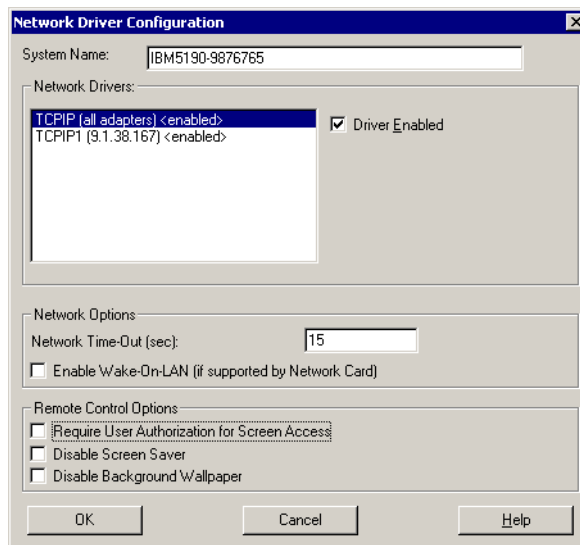 Network Driver Configuration
System Name: IBM5190-9876765
Network Drivers:
TCPIP (all adapters) <enabled>
Driver Enabled
TCPIP1 (9.1.38.167) <enabled>
Network Options
Network Time-Out (sec): 15
Enable Wake-On-LAN (if supported by Network Card)
Remote Control Options
Require User Authorization for Screen Access
Disable Screen Saver
Disable Background Wallpaper
OK Cancel Help